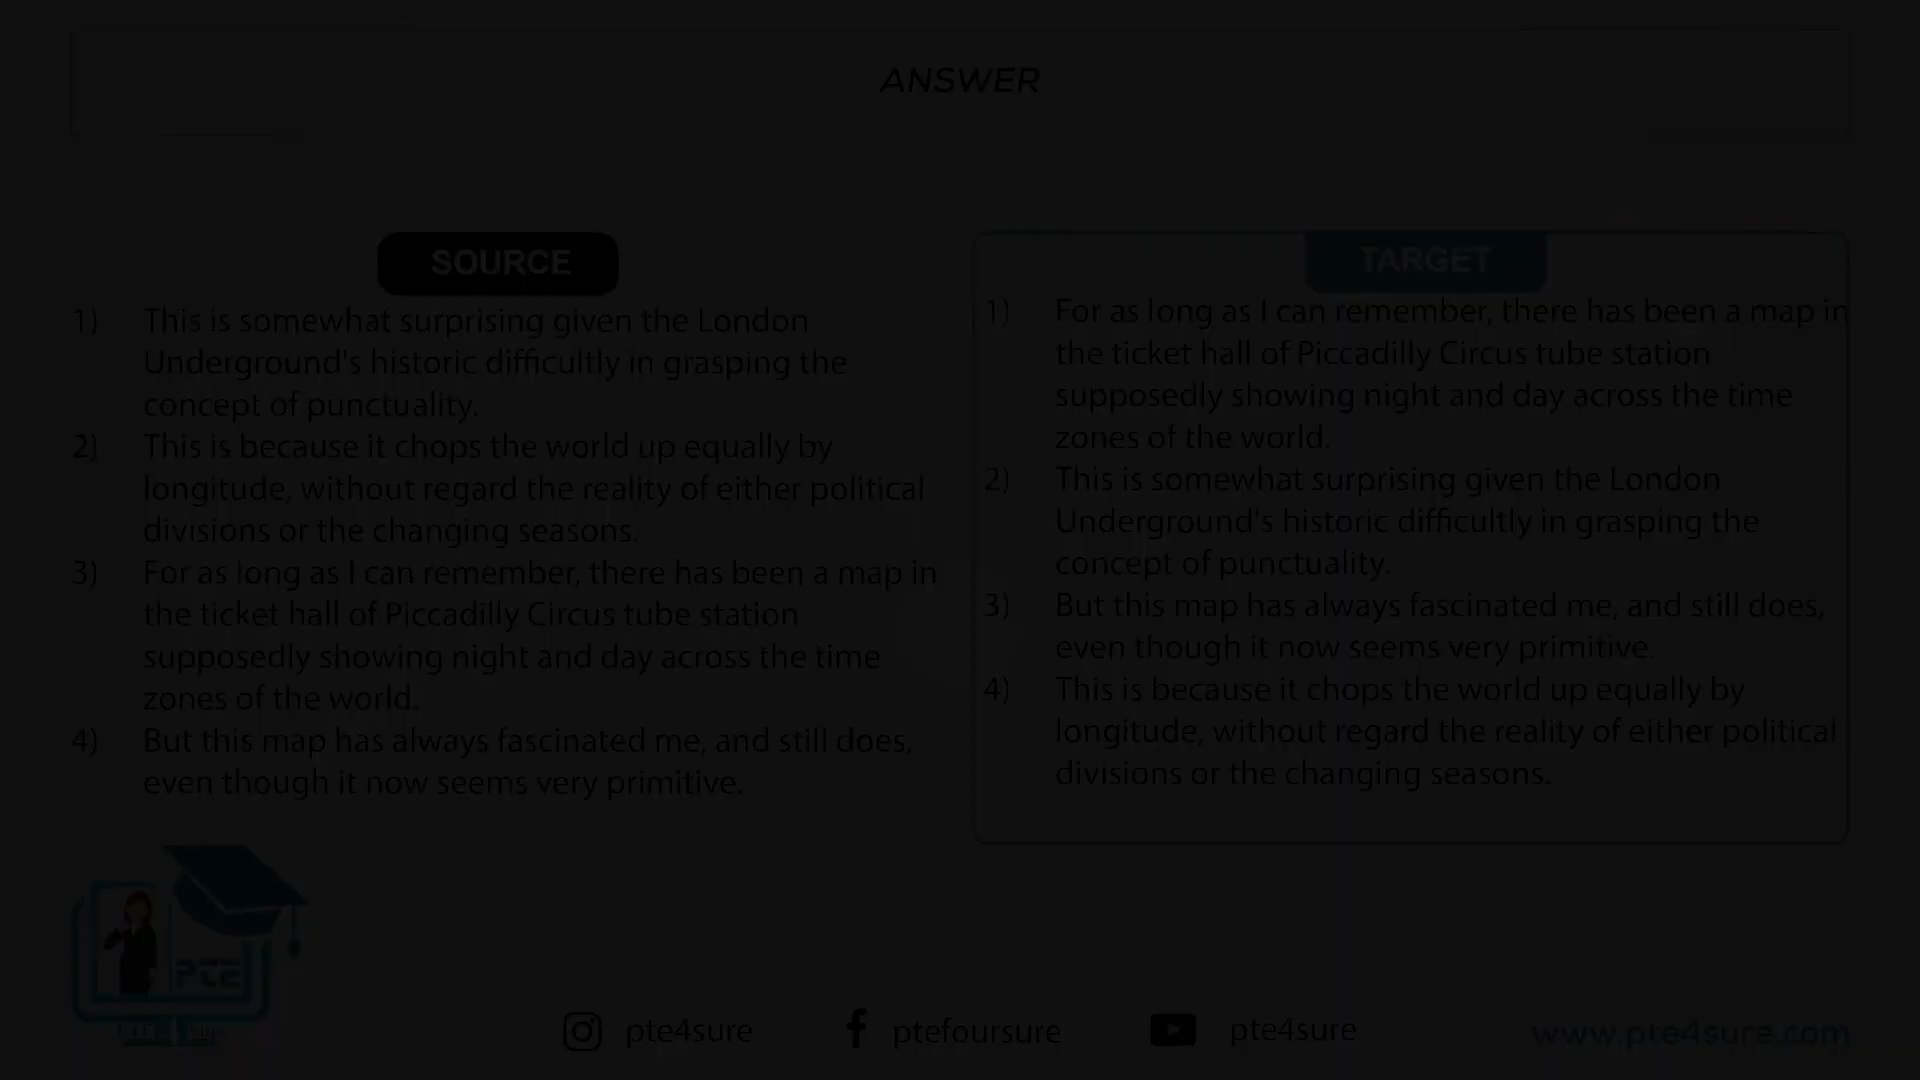 ANSWER
SOURCE
1) This is somewhat surprising given the London
Underground's historic difficultly in grasping the
concept of punctuality.
2) This is because it chops the world up equally by
longitude, without regard the reality of either political
divisions or the changing seasons.
3) For as long as I can remember, there has been a map in
the ticket hall of Piccadilly Circus tube station
supposedly showing night and day across the time
zones of the world.
4) But this map has always fascinated me, and still does,
even though it now seems very primitive.
TARGET
1) For as long as I can remember, there has been a map in
the ticket hall of Piccadilly Circus tube station
supposedly showing night and day across the time
zones of the world.
2) This is somewhat surprising given the London
Underground's historic difficultly in grasping the
concept of punctuality.
3) But this map has always fascinated me, and still does,
even though it now seems very primitive.
4) This is because it chops the world up equally by
longitude, without regard the reality of either political
divisions or the changing seasons.
PTE
pte4sure
ptefoursure
pte4sure
www.pte4sure.com